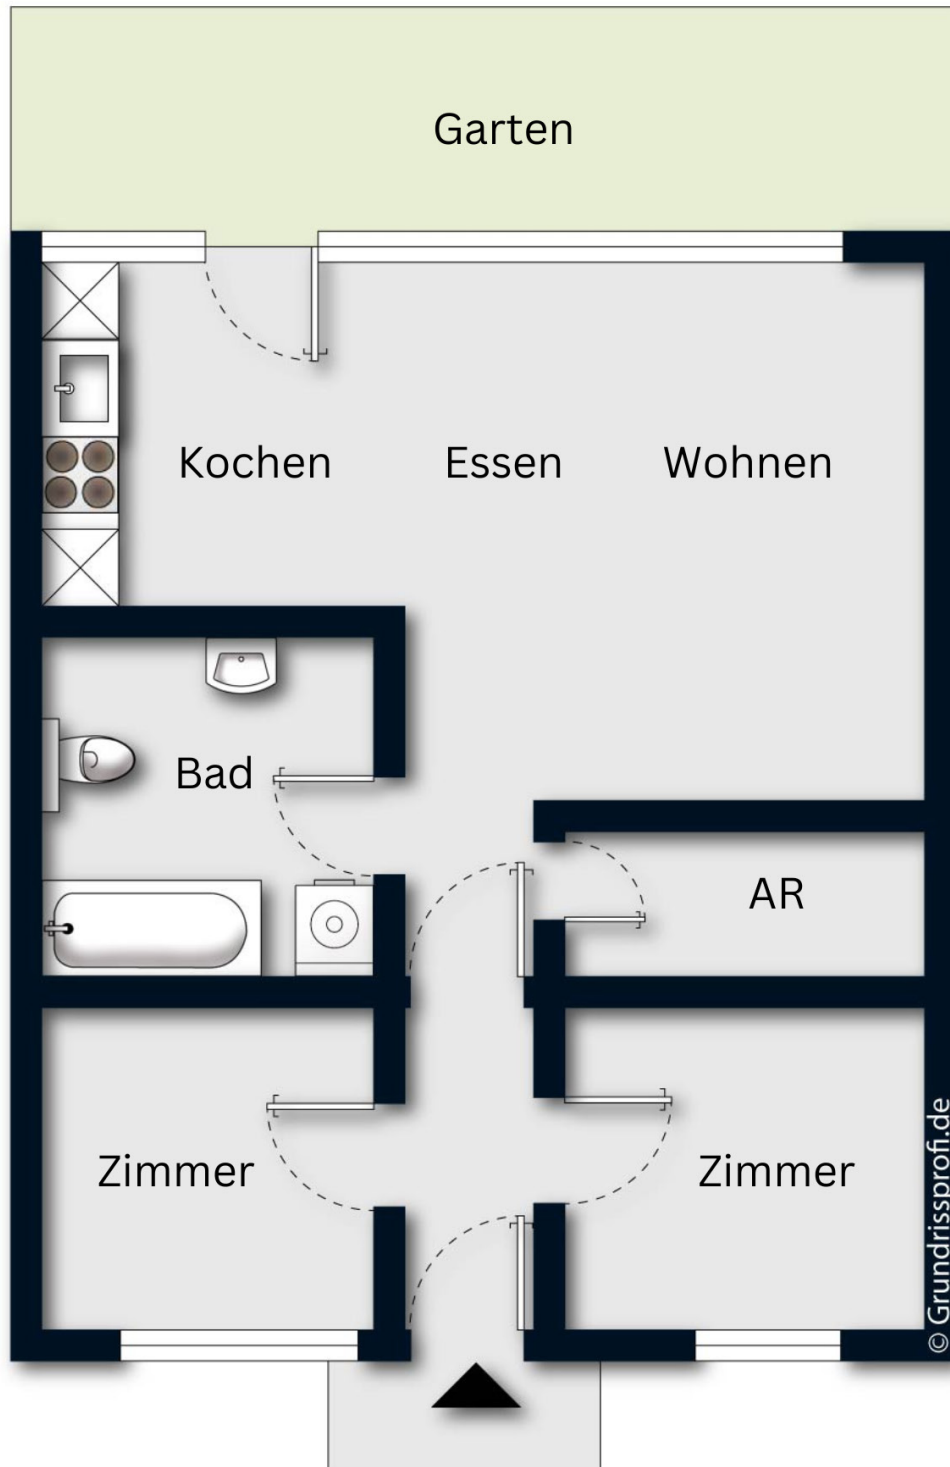 Garten
Kochen Essen Wohnen
Bad
AR
Zimmer Zimmer
© Grundrissprofi.de